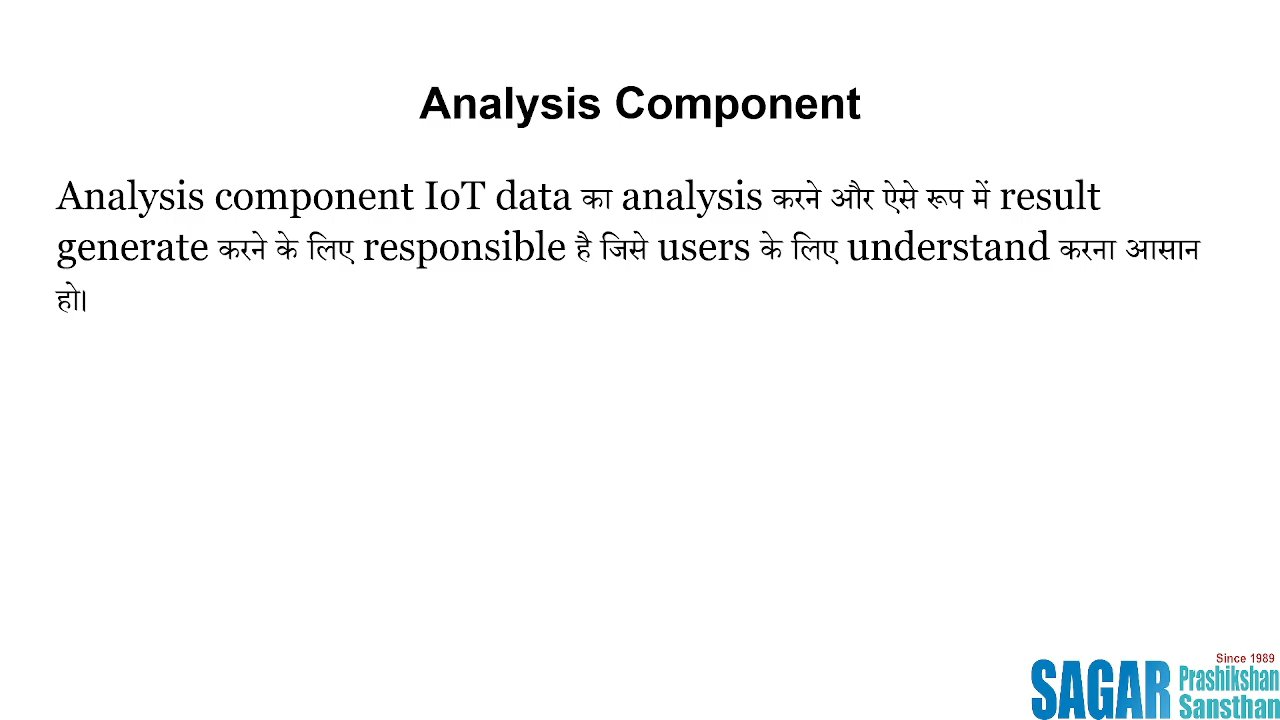 Analysis Component
Analysis component IoT data का analysis करने और ऐसे रूप में result
generate करने के लिए responsible है जिसे users के लिए understand करना आसान
हो।
Since 1989
SAGAR Prashikshan
Sansthan